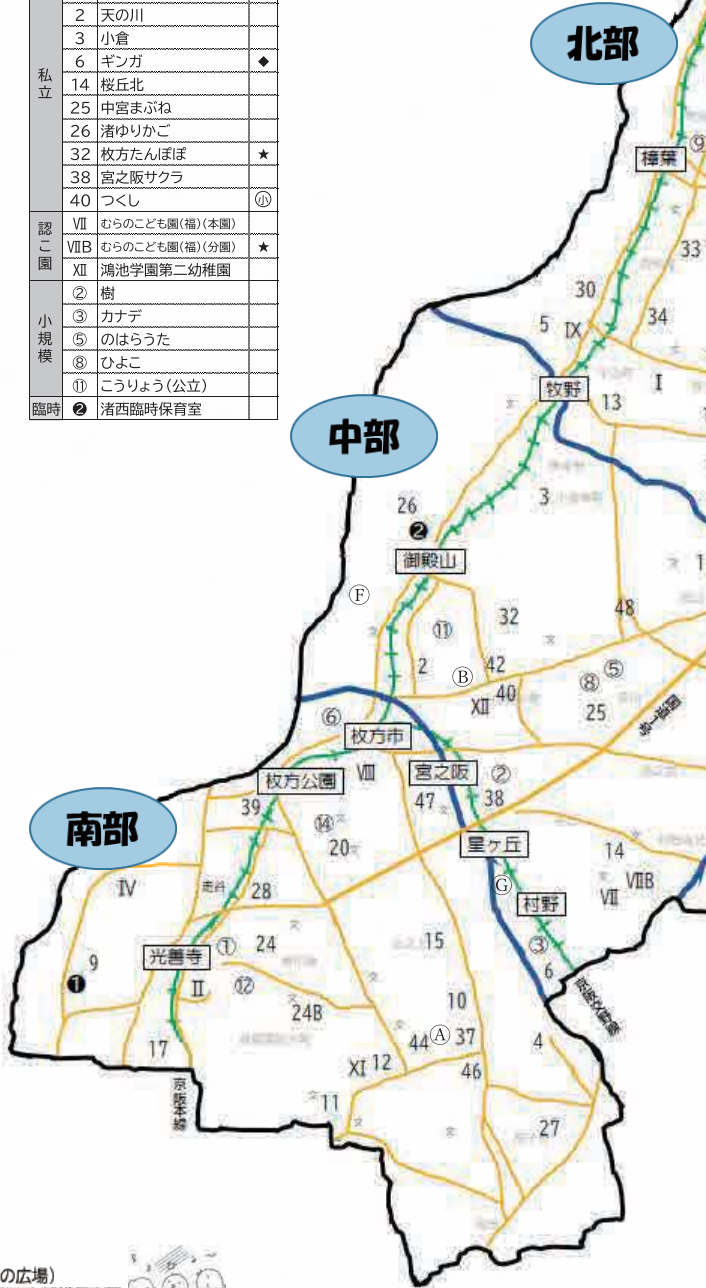 2 天の川
3 小倉
私立
6 ギンガ ◆
14 桜丘北
25 中宮まぶね
26 渚ゆりかご
32 枚方たんぽぽ ★
38 宮之阪サクラ
40 つくし ㊥
認こ園
Ⅶ むらのこども園(福)(本園)
ⅦB むらのこども園(福)(分園) ★
Ⅻ 鴻池学園第二幼稚園
小規模
② 樹
③ カナデ
⑤ のはらうた
⑧ ひよこ
⑪ こうりょう(公立)
臨時 ❷ 渚西臨時保育室
北部
樟葉
⑨
33
30
34
5
Ⅸ
牧野
Ⅰ
13
中部
3
26
❷
御殿山
Ⓕ
⑪
32
48
2
Ⓑ
42
40
Ⅻ
⑧
⑤
25
国道1号
⑥
枚方市
枚方公園
Ⅷ
宮之阪
②
38
47
39
南部
⑭
20
星ヶ丘
14
Ⅳ
走谷
28
Ⓖ
村野
Ⅶ
ⅦB
光善寺
①
24
15
③
6
9
❶
Ⅱ
⑫
京阪交野線
24B
10
17
44
Ⓐ
37
4
Ⅺ
12
46
京阪本線
11
27
の広場)